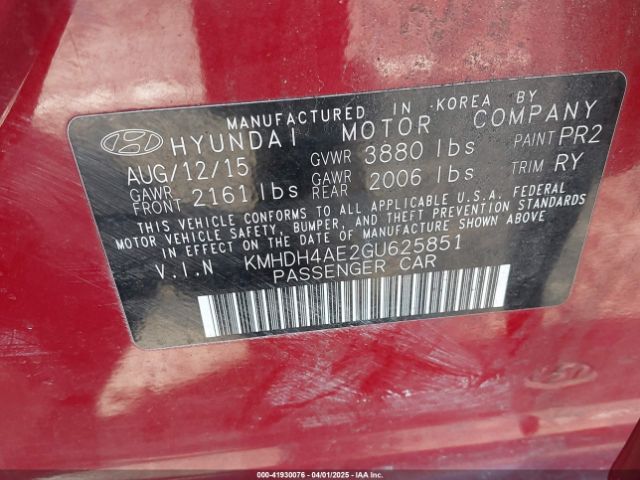 MANUFACTURED IN KOREA BY
HYUNDAI MOTOR COMPANY
AUG/12/15 GVWR 3880 lbs PAINT PR2
GAWR FRONT 2161 lbs GAWR REAR 2006 lbs TRIM RY
THIS VEHICLE CONFORMS TO ALL APPLICABLE U.S.A. FEDERAL
MOTOR VEHICLE SAFETY, BUMPER, AND THEFT PREVENTION STANDARDS
IN EFFECT ON THE DATE OF MANUFACTURE SHOWN ABOVE
V.I.N KMHDH4AE2GU625851
PASSENGER CAR
000-41930076 - 04/01/2025 - IAAI.COM